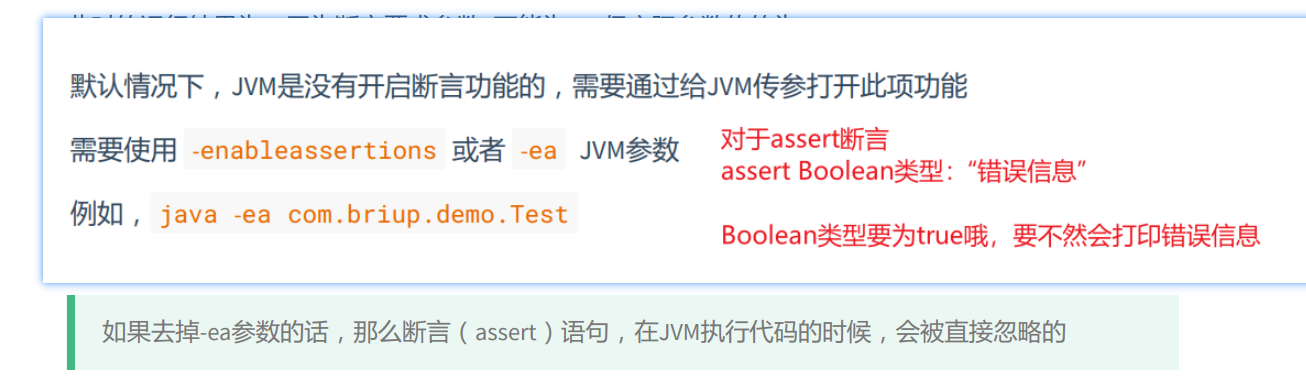 默认情况下，JVM是没有开启断言功能的，需要通过给JVM传参打开此项功能
需要使用 -enableassertions 或者 -ea JVM参数
例如，java -ea com.briup.demo.Test
对于assert断言
assert Boolean类型：“错误信息”
Boolean类型要为true哦，要不然会打印错误信息
如果去掉-ea参数的话，那么断言（assert）语句，在JVM执行代码的时候，会被直接忽略的